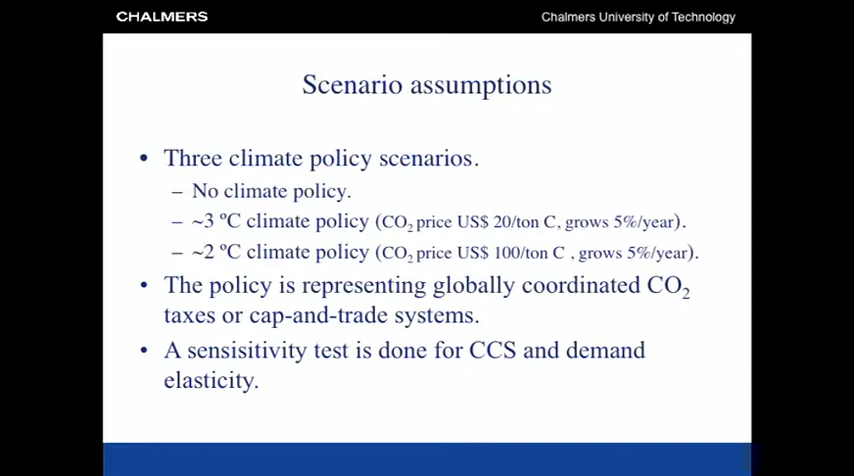 CHALMERS
Chalmers University of Technology
Scenario assumptions
• Three climate policy scenarios.
– No climate policy.
– ~3 ºC climate policy (CO₂ price US$ 20/ton C, grows 5%/year).
– ~2 ºC climate policy (CO₂ price US$ 100/ton C , grows 5%/year).
• The policy is representing globally coordinated CO₂
taxes or cap-and-trade systems.
• A sensisitivity test is done for CCS and demand
elasticity.